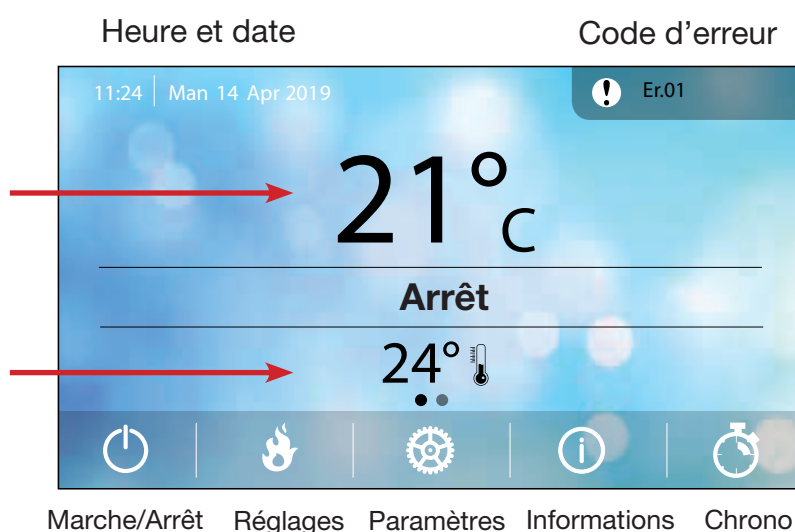 Heure et date
Code d'erreur
11:24 Man 14 Apr 2019
Er.01
21°C
Arrêt
24°
Marche/Arrêt Réglages Paramètres Informations Chrono